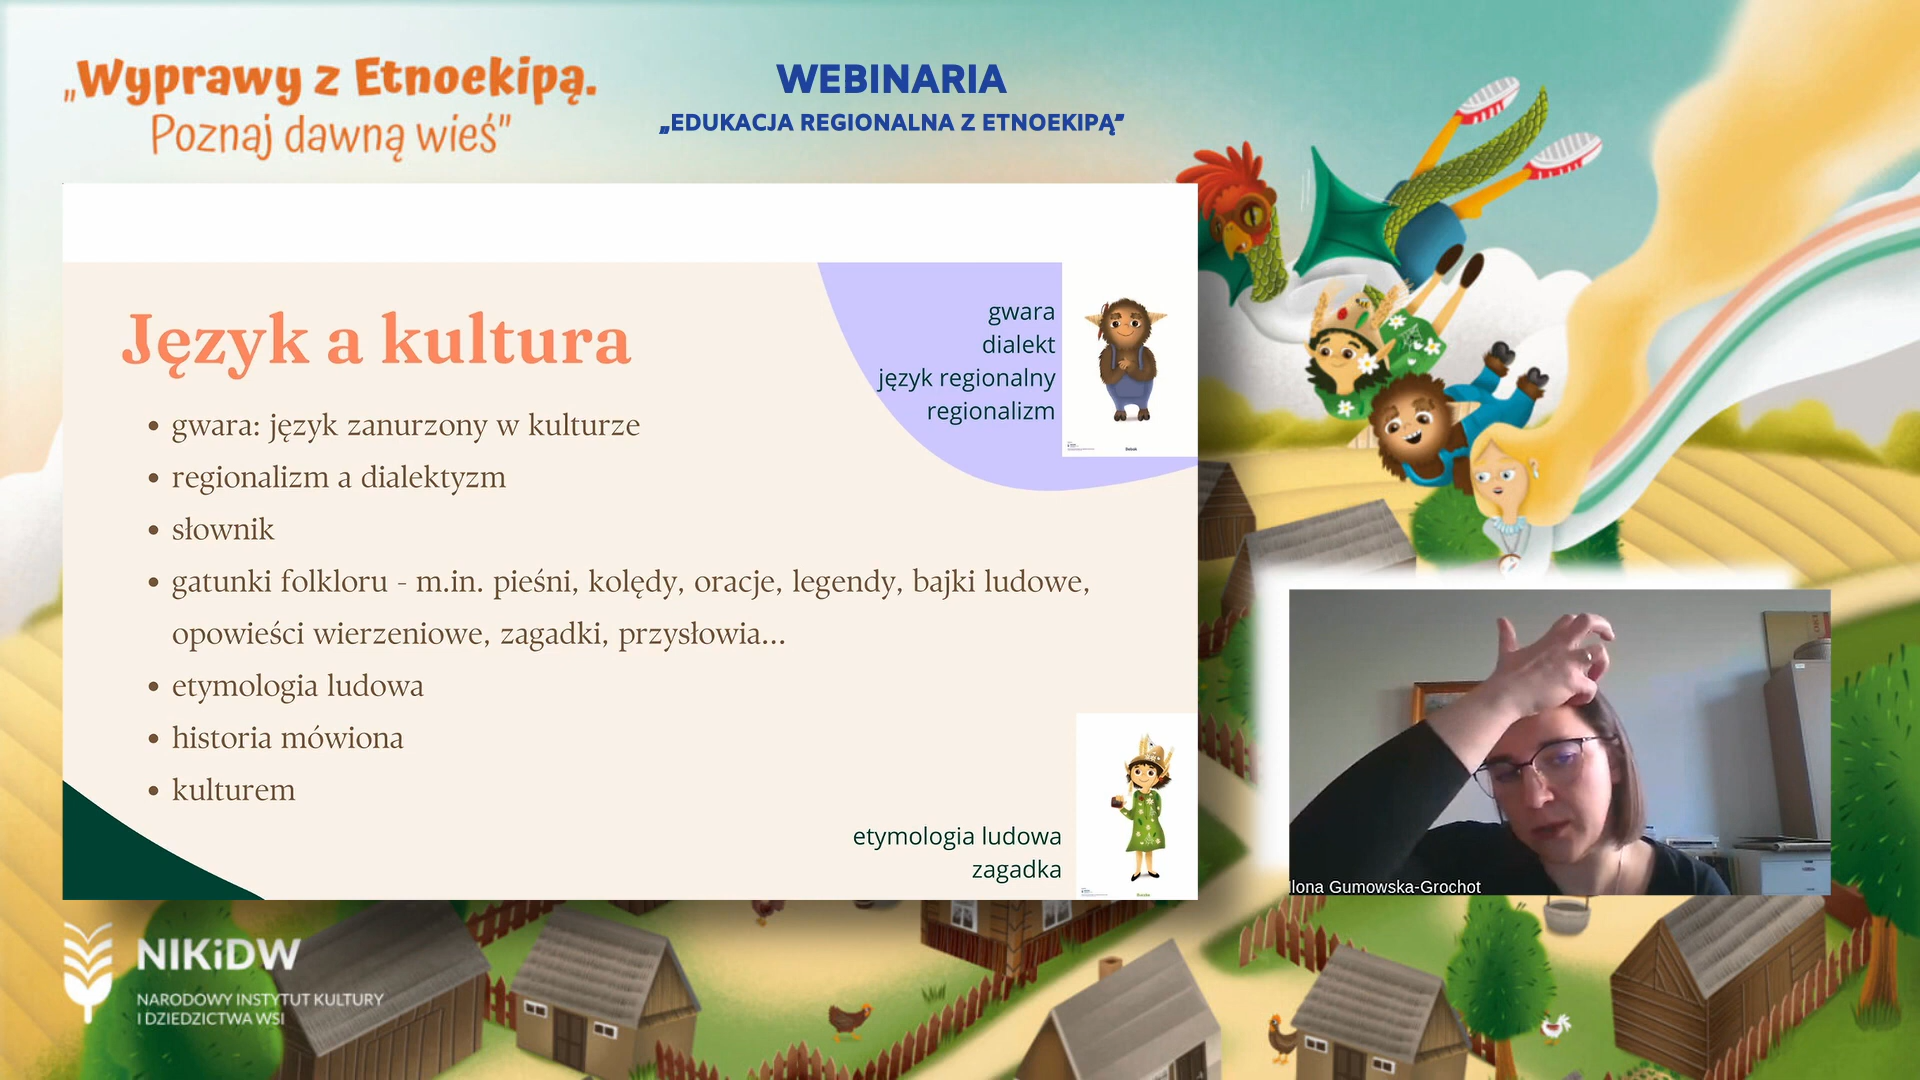 „Wyprawy z Etnoekipą.
Poznaj dawną wieś”
WEBINARIA
„EDUKACJA REGIONALNA Z ETNOEKIPĄ”
Język a kultura
• gwara: język zanurzony w kulturze
• regionalizm a dialektyzm
• słownik
• gatunki folkloru - m.in. pieśni, kolędy, oracje, legendy, bajki ludowe,
opowieści wierzeniowe, zagadki, przysłowia...
• etymologia ludowa
• historia mówiona
• kulturem
gwara
dialekt
język regionalny
regionalizm
etymologia ludowa
zagadka
Ilona Gumowska-Grochot
NIKiDW
NARODOWY INSTYTUT KULTURY
I DZIEDZICTWA WSI